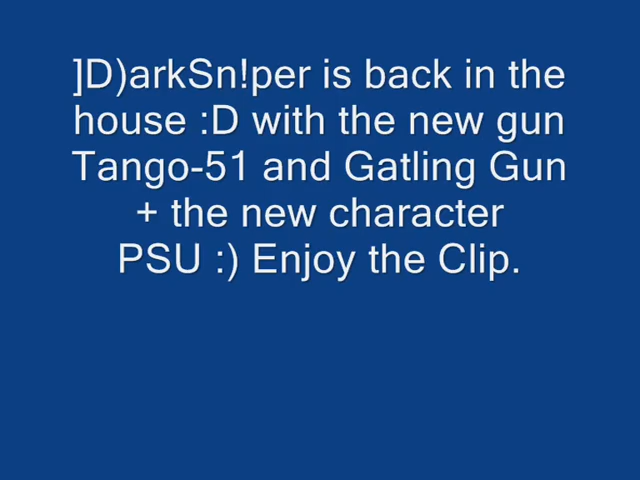 ]D)arkSn!per is back in the
house :D with the new gun
Tango-51 and Gatling Gun
+ the new character
PSU :) Enjoy the Clip.